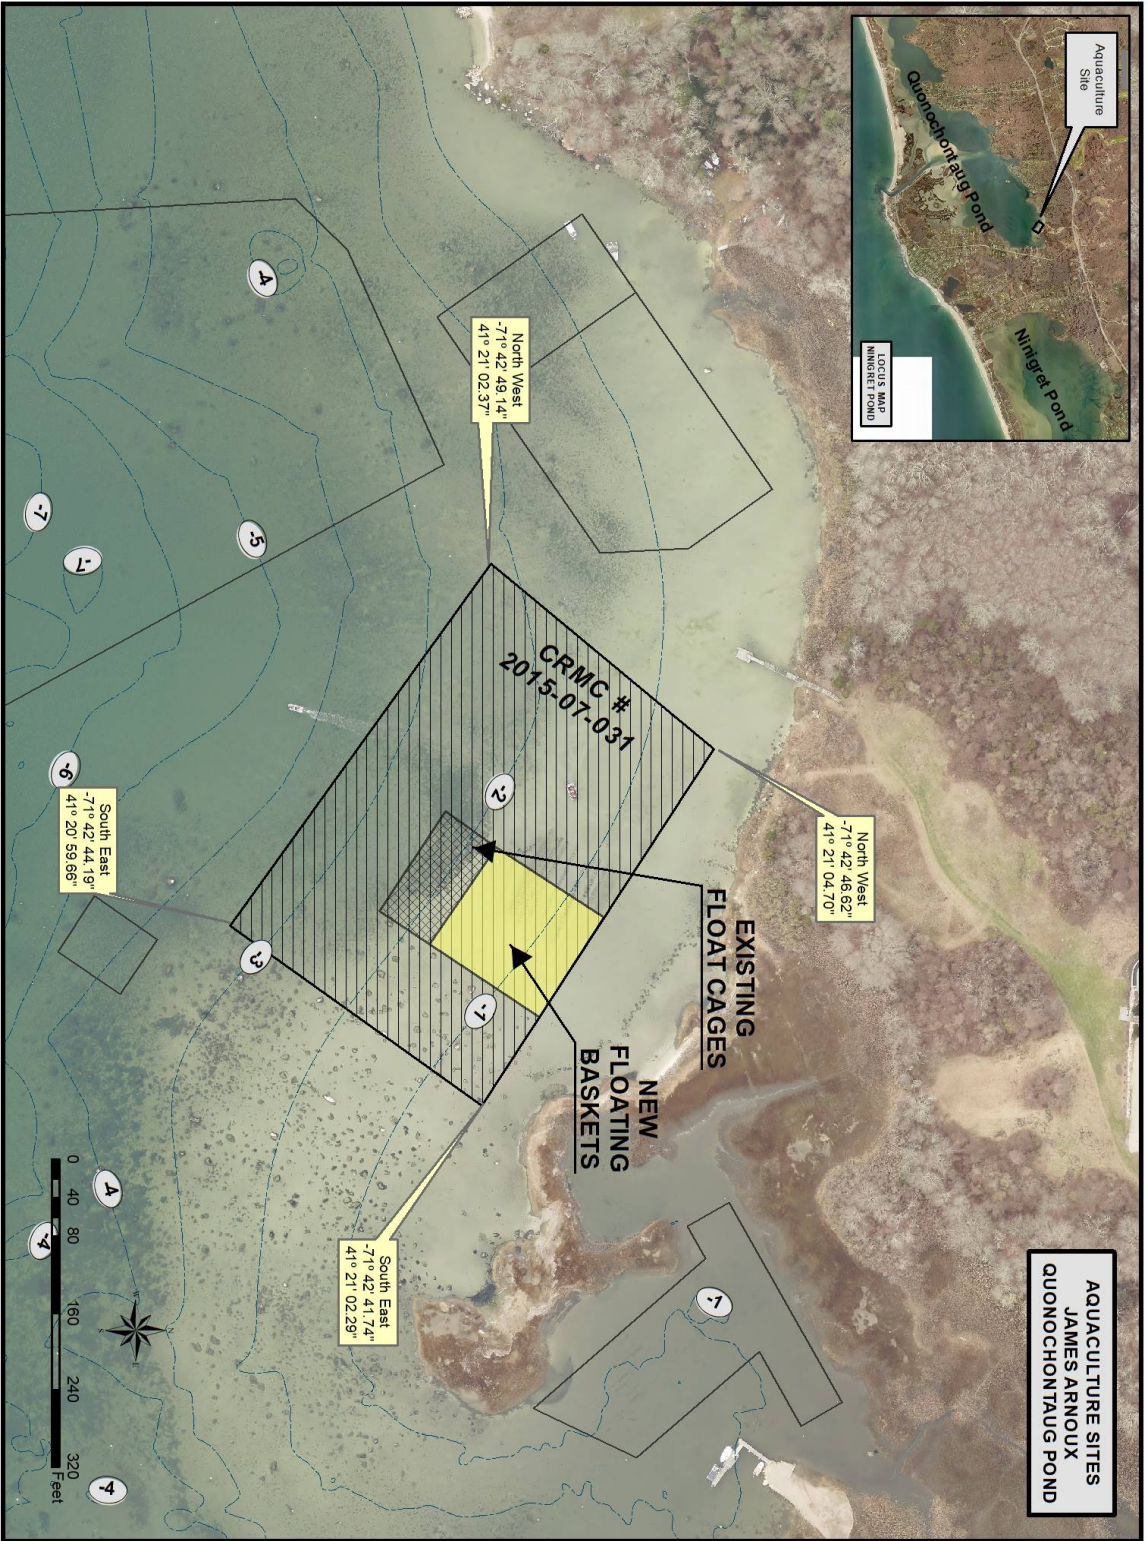 AQUACULTURE SITES
JAMES ARNOUX
QUONOCHONTAUG POND
Aquaculture
Site
Quonochontaug Pond
Ninigret Pond
LOCUS MAP
NINIGRET POND
North West
-71° 42' 49.14"
41° 21' 02.37"
North West
-71° 42' 46.62"
41° 21' 04.70"
CRMC #
2015-07-031
EXISTING
FLOAT CAGES
NEW
FLOATING
BASKETS
South East
-71° 42' 44.19"
41° 20' 59.66"
South East
-71° 42' 41.74"
41° 21' 02.29"
-4
-7
-7
-5
-6
-2
-3
-1
-1
-4
-4
-4
0 40 80 160 240 320
Feet